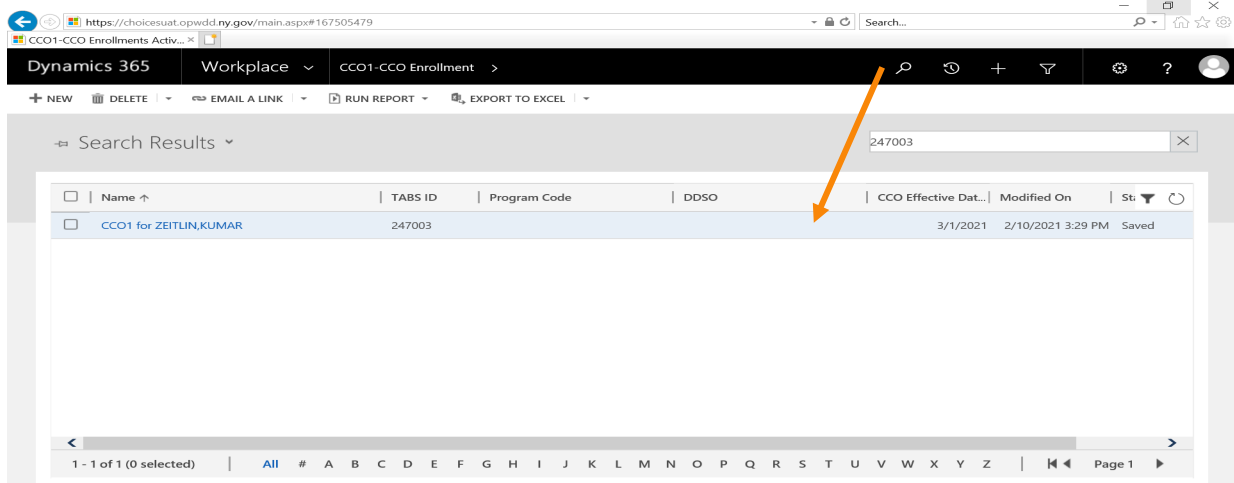 https://choicesuat.opwdd.ny.gov/main.aspx#167505479 Search...
CCO1-CCO Enrollments Activ...
Dynamics 365 Workplace CCO1-CCO Enrollment >
+ NEW DELETE EMAIL A LINK RUN REPORT EXPORT TO EXCEL
Search Results 247003
Name ↑ TABS ID Program Code DDSO CCO Effective Dat... Modified On Sta
CCO1 for ZEITLIN,KUMAR 247003 3/1/2021 2/10/2021 3:29 PM Saved
1 - 1 of 1 (0 selected) All # A B C D E F G H I J K L M N O P Q R S T U V W X Y Z Page 1